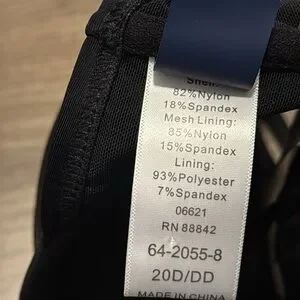 Shell:
82%Nylon
18%Spandex
Mesh Lining:
85%Nylon
15%Spandex
Lining:
93%Polyester
7%Spandex
06621
RN 88842
64-2055-8
20D/DD
MADE IN CHINA